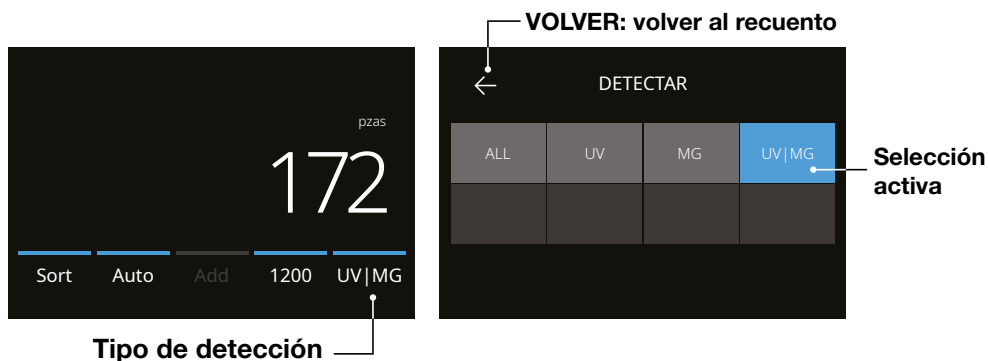 VOLVER: volver al recuento
pzas
172
Sort Auto Add 1200 UV|MG
Tipo de detección
DETECTAR
ALL UV MG UV|MG
Selección
activa